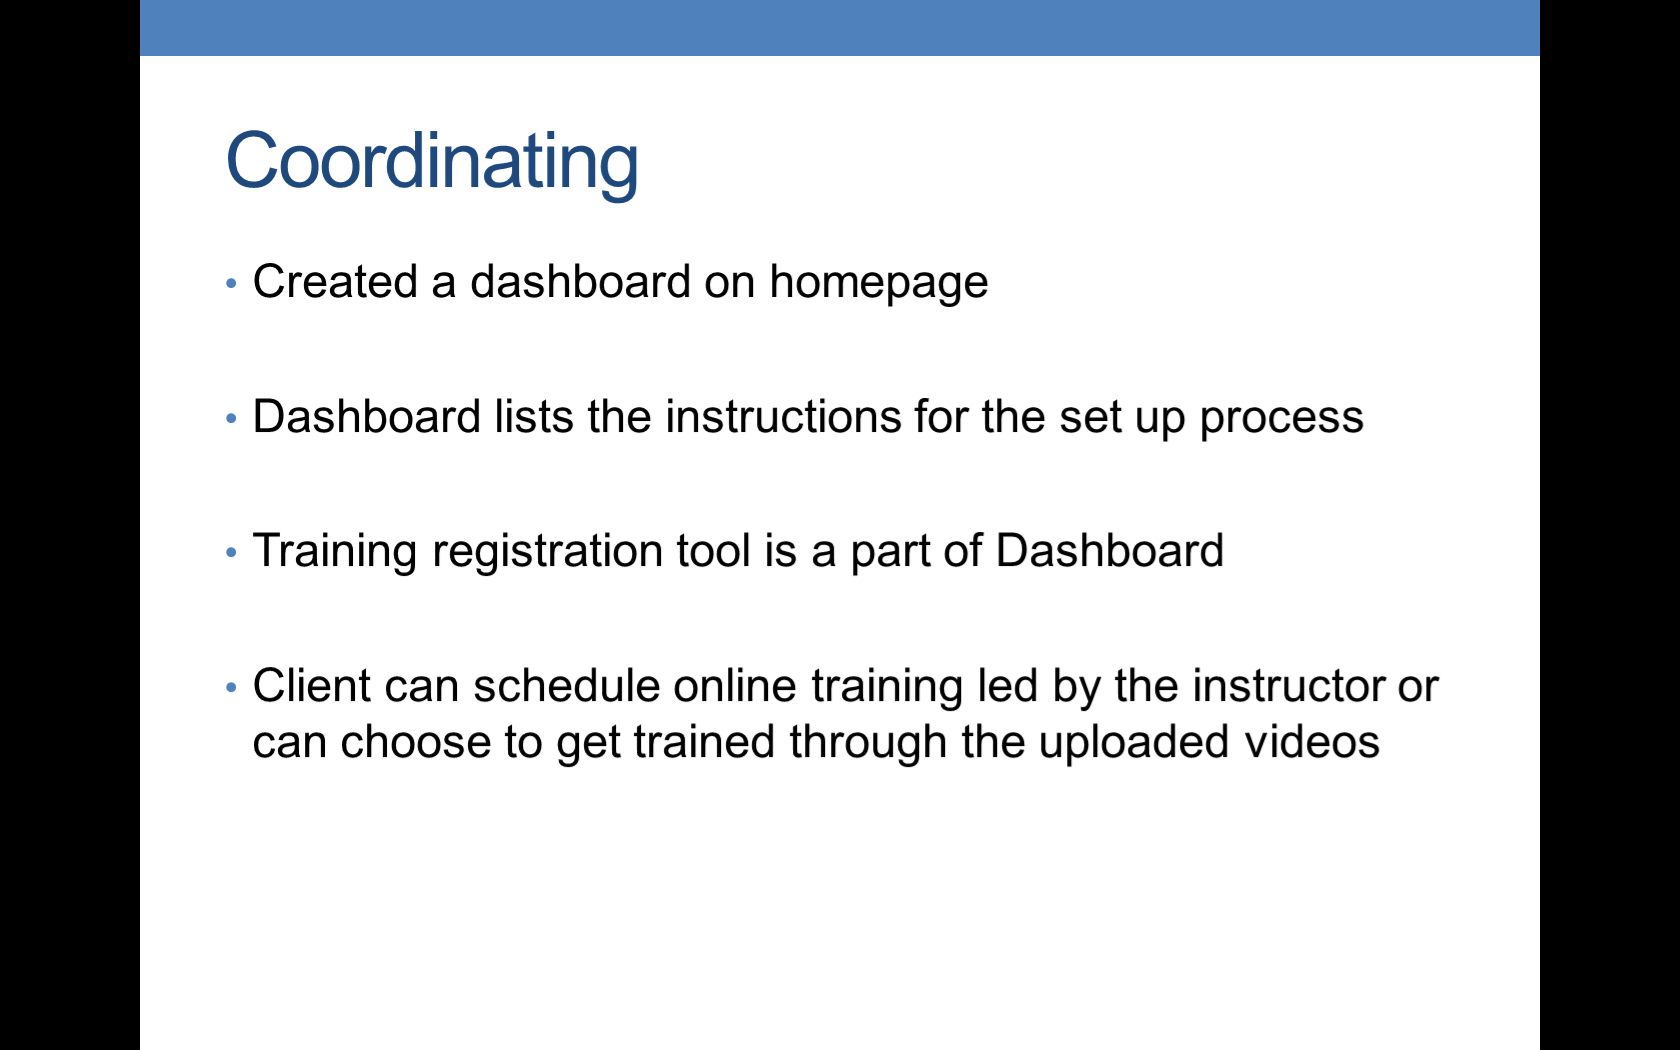 Coordinating
• Created a dashboard on homepage
• Dashboard lists the instructions for the set up process
• Training registration tool is a part of Dashboard
• Client can schedule online training led by the instructor or
can choose to get trained through the uploaded videos